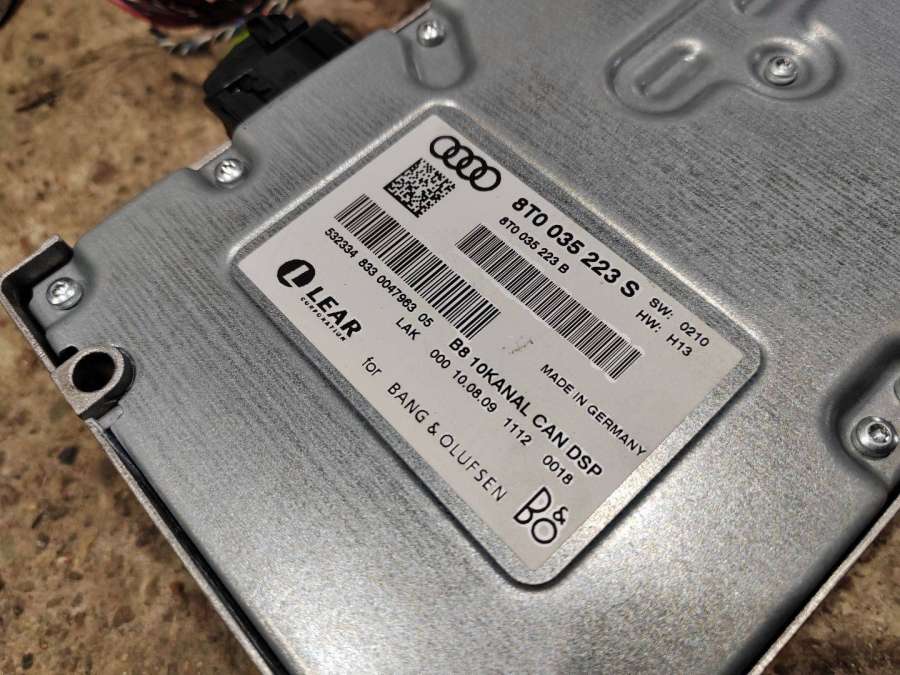 8T0 035 223 S
8T0 035 223 B
SW: 0210
HW: H13
532334 833 0047963 05
MADE IN GERMANY
LEAR
CORPORATION
LAK
B8 10KANAL CAN DSP
000 10.08.09 1112 0018
for BANG & OLUFSEN
B&O